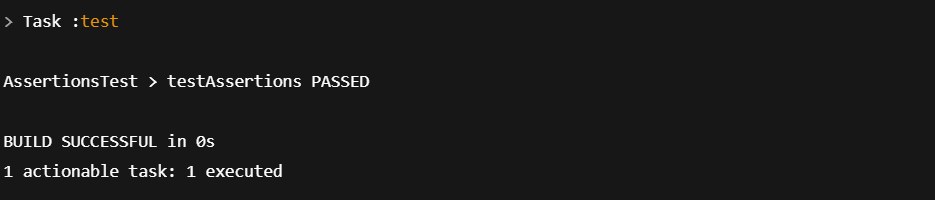 > Task :test
AssertionsTest > testAssertions PASSED
BUILD SUCCESSFUL in 0s
1 actionable task: 1 executed